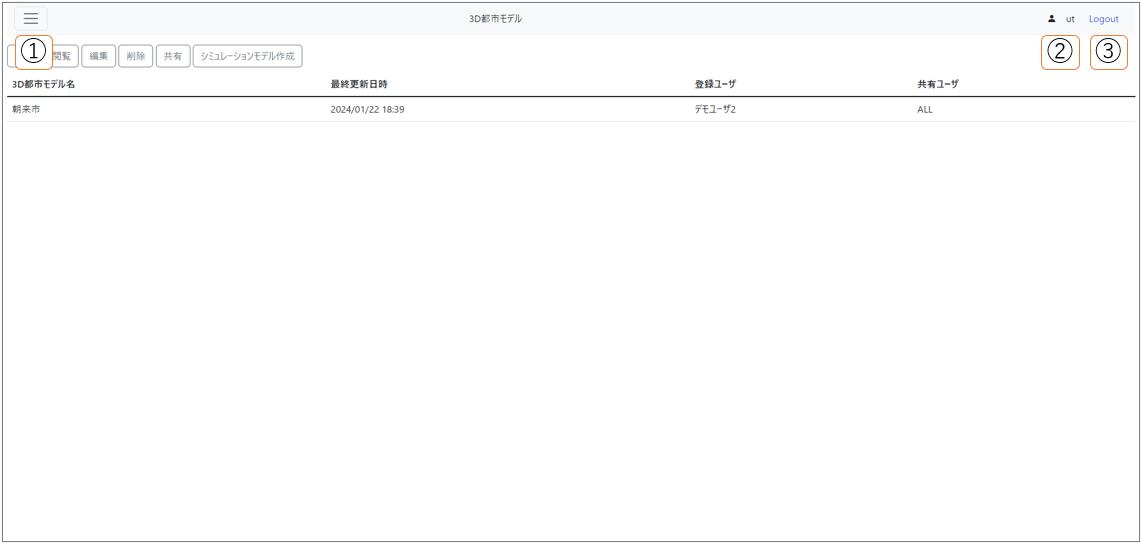 3D都市モデル
ut
Logout
① 閲覧 編集 削除 共有 シミュレーションモデル作成 ② ③
3D都市モデル名 最終更新日時 登録ユーザ 共有ユーザ
朝来市 2024/01/22 18:39 デモユーザ2 ALL